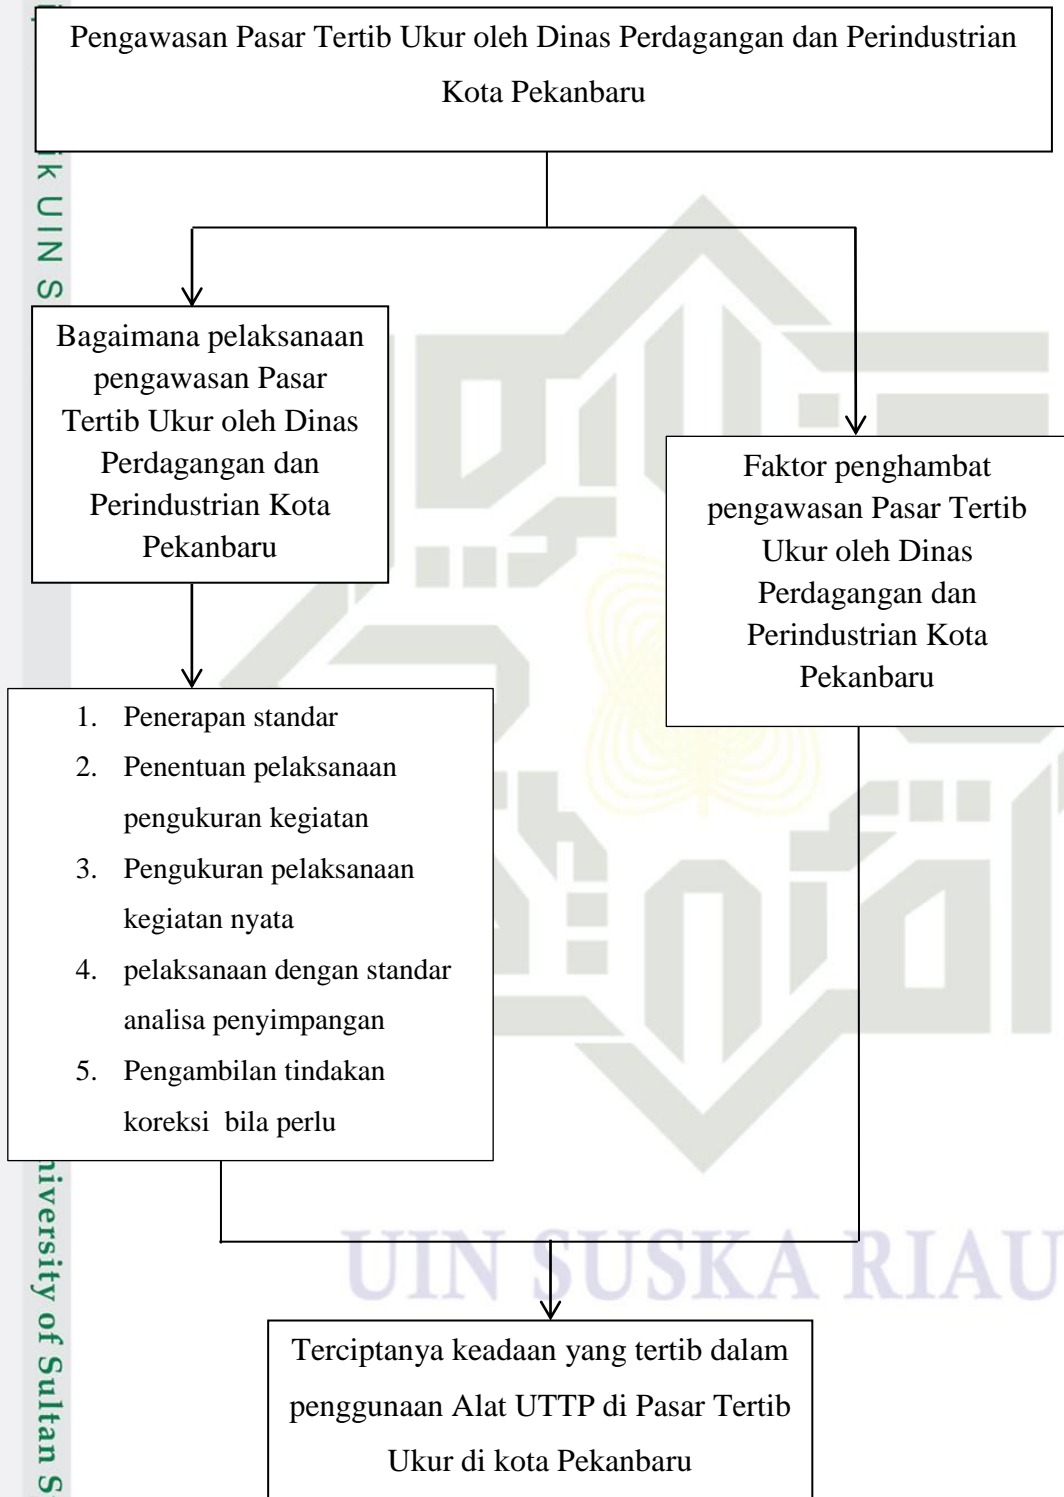 Pengawasan Pasar Tertib Ukur oleh Dinas Perdagangan dan Perindustrian
Kota Pekanbaru
Bagaimana pelaksanaan
pengawasan Pasar
Tertib Ukur oleh Dinas
Perdagangan dan
Perindustrian Kota
Pekanbaru
Faktor penghambat
pengawasan Pasar Tertib
Ukur oleh Dinas
Perdagangan dan
Perindustrian Kota
Pekanbaru
1. Penerapan standar
2. Penentuan pelaksanaan
pengukuran kegiatan
3. Pengukuran pelaksanaan
kegiatan nyata
4. pelaksanaan dengan standar
analisa penyimpangan
5. Pengambilan tindakan
koreksi bila perlu
Terciptanya keadaan yang tertib dalam
penggunaan Alat UTTP di Pasar Tertib
Ukur di kota Pekanbaru
UIN SUSKA RIAU
ik UIN S
niversity of Sultan S